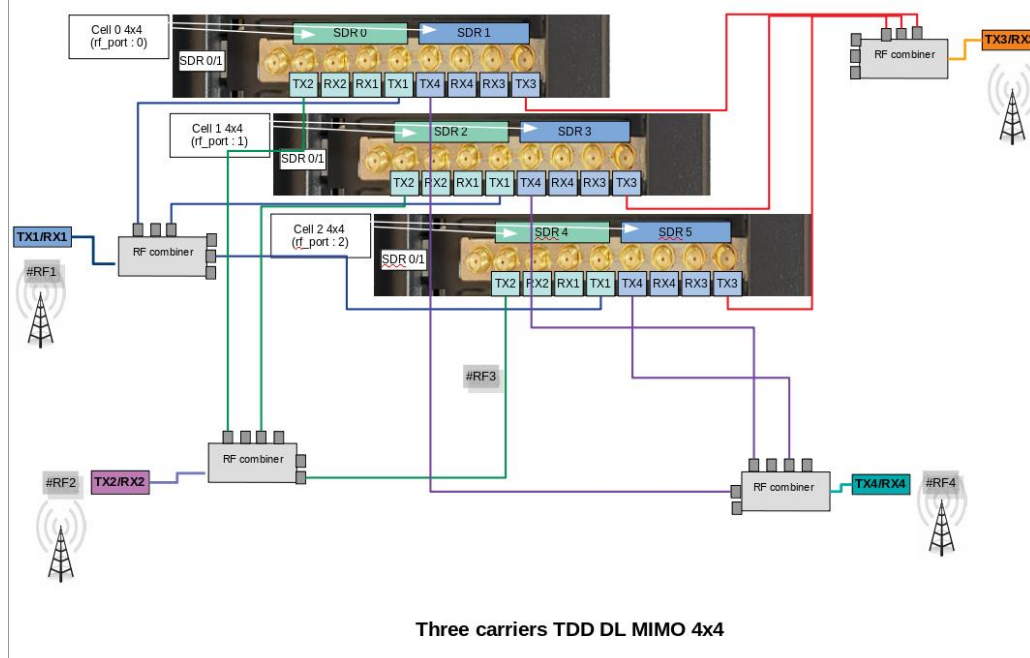 Cell 0 4x4
(rf_port : 0)
SDR 0
SDR 1
SDR 0/1
TX2 RX2 RX1 TX1 TX4 RX4 RX3 TX3
RF combiner
Cell 1 4x4
(rf_port : 1)
SDR 2
SDR 3
SDR 0/1
TX2 RX2 RX1 TX1 TX4 RX4 RX3 TX3
Cell 2 4x4
(rf_port : 2)
SDR 4
SDR 5
SDR 0/1
TX2 RX2 RX1 TX1 TX4 RX4 RX3 TX3
TX1/RX1
RF combiner
#RF1
#RF3
RF combiner
#RF2
TX2/RX2
RF combiner
TX4/RX4
#RF4
Three carriers TDD DL MIMO 4x4